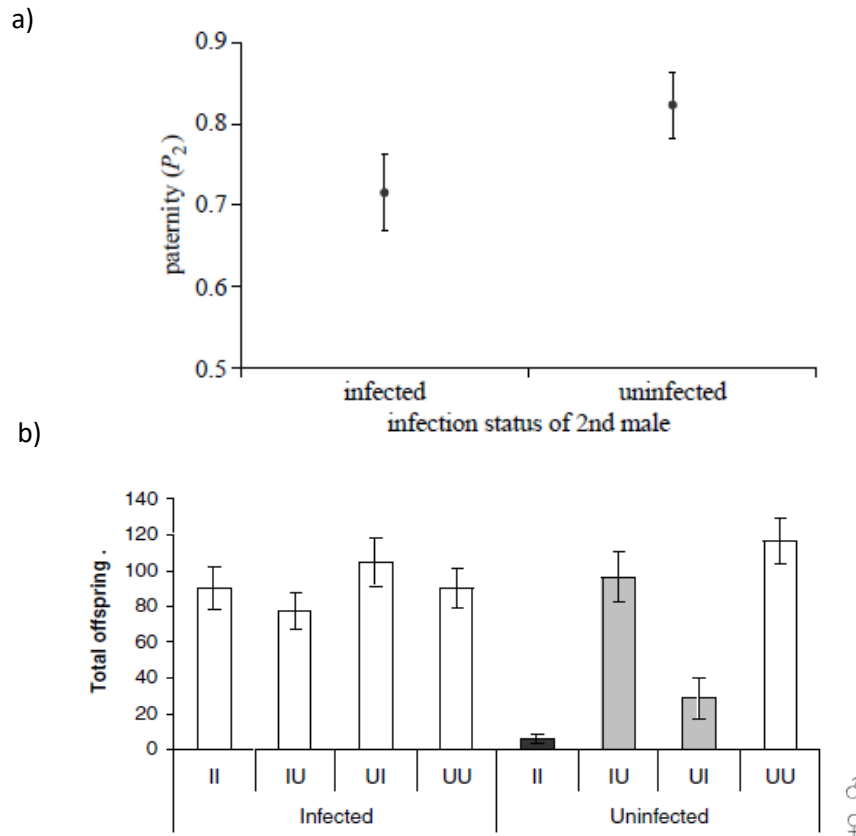 a)
0.9
0.8
0.7
0.6
0.5
paternity (P₂)
infected uninfected
infection status of 2nd male
b)
140
120
100
80
60
40
20
0
Total offspring .
II IU UI UU II IU UI UU ♂
Infected Uninfected ♀